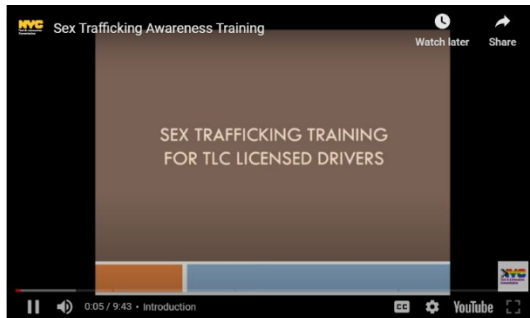 NYC
Sex Trafficking Awareness Training
Watch later
Share
SEX TRAFFICKING TRAINING
FOR TLC LICENSED DRIVERS
NYC
0:05 / 9:43 • Introduction
CC
YouTube